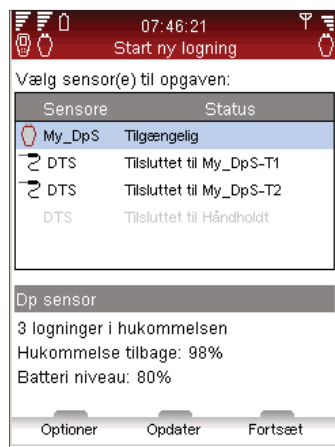 07:46:21
Start ny logning
Vælg sensor(e) til opgaven:
Sensore Status
My_DpS Tilgængelig
DTS Tilsluttet til My_DpS-T1
DTS Tilsluttet til My_DpS-T2
DTS Tilsluttet til Håndholdt
Dp sensor
3 logninger i hukommelsen
Hukommelse tilbage: 98%
Batteri niveau: 80%
Optioner Opdater Fortsæt